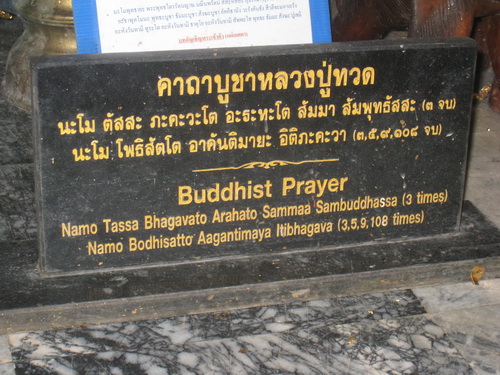 คาถาบูชาหลวงปู่ทวด
นะโม ตัสสะ ภะคะวะโต อะระหะโต สัมมา สัมพุทธัสสะ (๓ จบ)
นะโม โพธิสัตโต อาคันติมายะ อิติภะคะวา (๓,๕,๙,๑๐๘ จบ)
Buddhist Prayer
Namo Tassa Bhagavato Arahato Sammaa Sambuddhassa (3 times)
Namo Bodhisatto Aagantimaya Itibhagava (3,5,9,108 times)